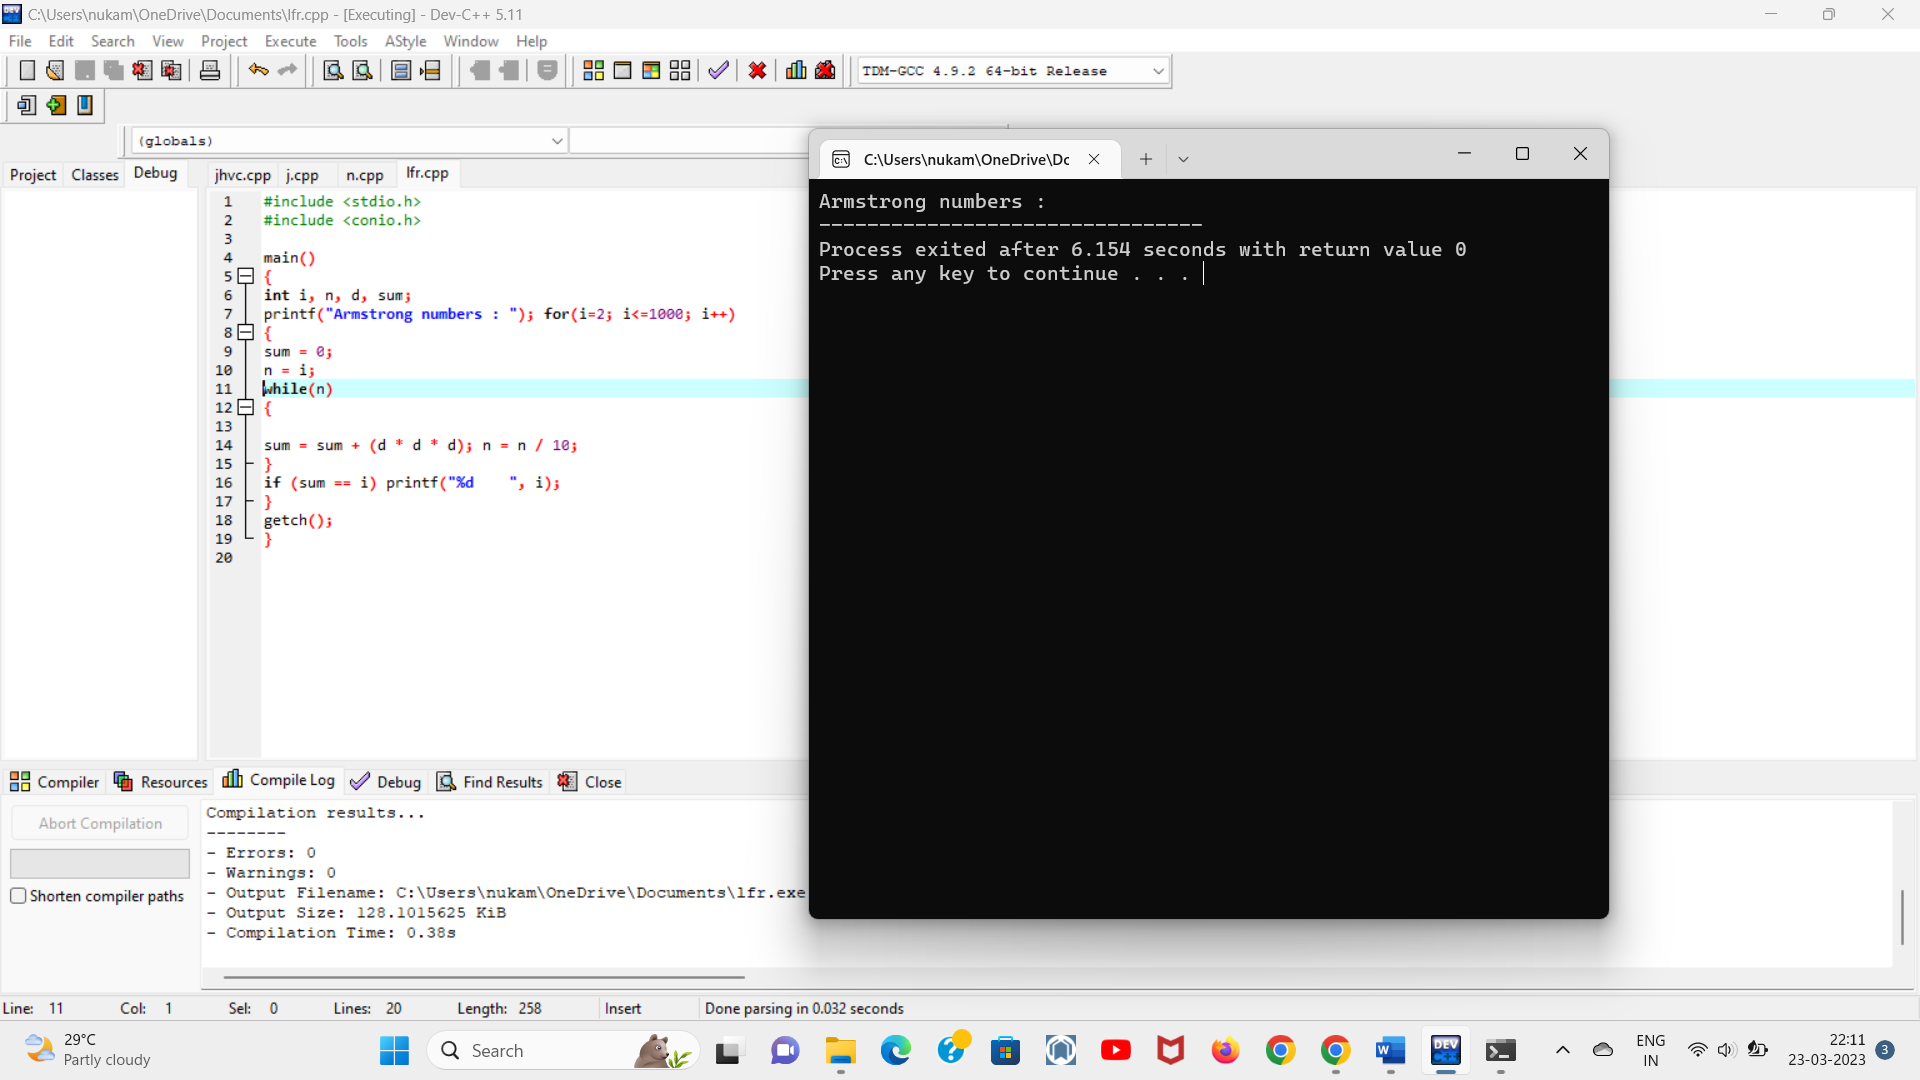 C:\Users\nukam\OneDrive\Documents\lfr.cpp - [Executing] - Dev-C++ 5.11
File Edit Search View Project Execute Tools AStyle Window Help
TDM-GCC 4.9.2 64-bit Release
(globals)
Project Classes Debug
jhvc.cpp j.cpp n.cpp lfr.cpp
1 #include <stdio.h>
2 #include <conio.h>
3
4 main()
5 {
6 int i, n, d, sum;
7 printf("Armstrong numbers : "); for(i=2; i<=1000; i++)
8 {
9 sum = 0;
10 n = i;
11 while(n)
12 {
13
14 sum = sum + (d * d * d); n = n / 10;
15 }
16 if (sum == i) printf("%d    ", i);
17 }
18 getch();
19 }
20
C:\Users\nukam\OneDrive\Dc
Armstrong numbers :
--------------------------------
Process exited after 6.154 seconds with return value 0
Press any key to continue . . .
Compiler Resources Compile Log Debug Find Results Close
Abort Compilation
Shorten compiler paths
Compilation results...
--------
- Errors: 0
- Warnings: 0
- Output Filename: C:\Users\nukam\OneDrive\Documents\lfr.exe
- Output Size: 128.1015625 KiB
- Compilation Time: 0.38s
Line: 11 Col: 1 Sel: 0 Lines: 20 Length: 258 Insert Done parsing in 0.032 seconds
29°C
Partly cloudy
Search
DEV
C++
ENG
IN
22:11
23-03-2023
3